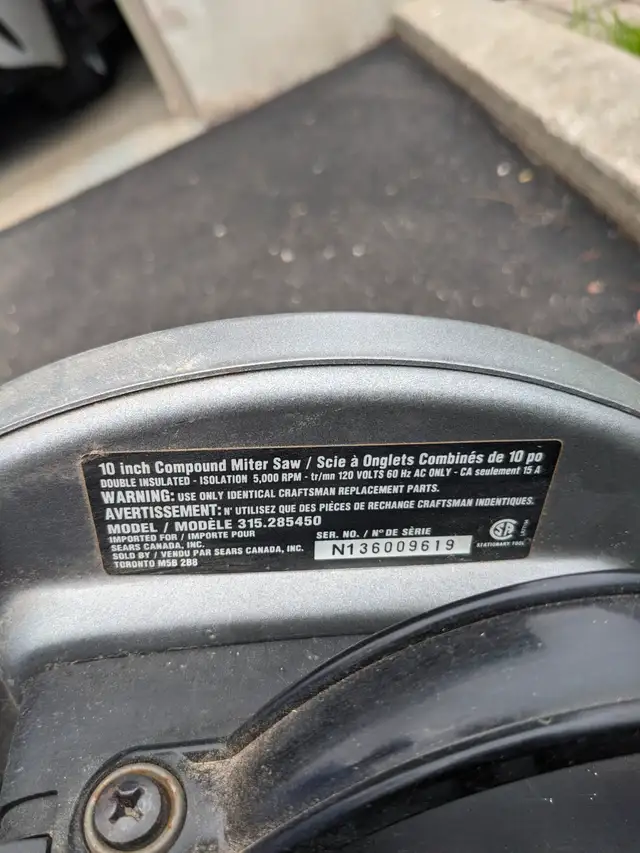 10 inch Compound Miter Saw / Scie à Onglets Combinés de 10 po
DOUBLE INSULATED - ISOLATION 5,000 RPM - tr/mn 120 VOLTS 60 Hz AC ONLY - CA seulement 15 A
WARNING: USE ONLY IDENTICAL CRAFTSMAN REPLACEMENT PARTS.
AVERTISSEMENT: N' UTILISEZ QUE DES PIÈCES DE RECHANGE CRAFTSMAN IDENTIQUES.
MODEL / MODÈLE 315.285450
IMPORTED FOR / IMPORTE POUR
SEARS CANADA, INC.
SOLD BY / VENDU PAR SEARS CANADA, INC.
TORONTO M5B 2B8
SER. NO. / Nº DE SÉRIE
N136009619
SA
STATIONARY TOOL